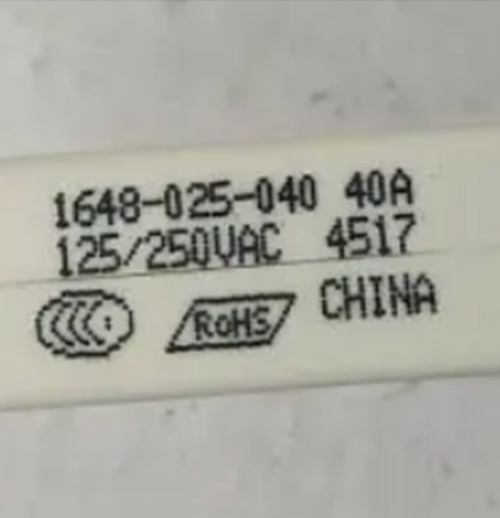 1648-025-040 40A
125/250VAC 4517
CCC RoHS CHINA